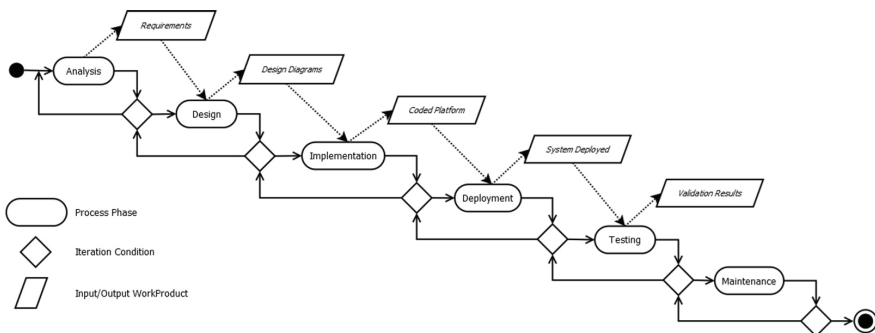 Requirements
Analysis
Design Diagrams
Design
Coded Platform
Implementation
System Deployed
Deployment
Validation Results
Testing
Maintenance
Process Phase
Iteration Condition
Input/Output WorkProduct